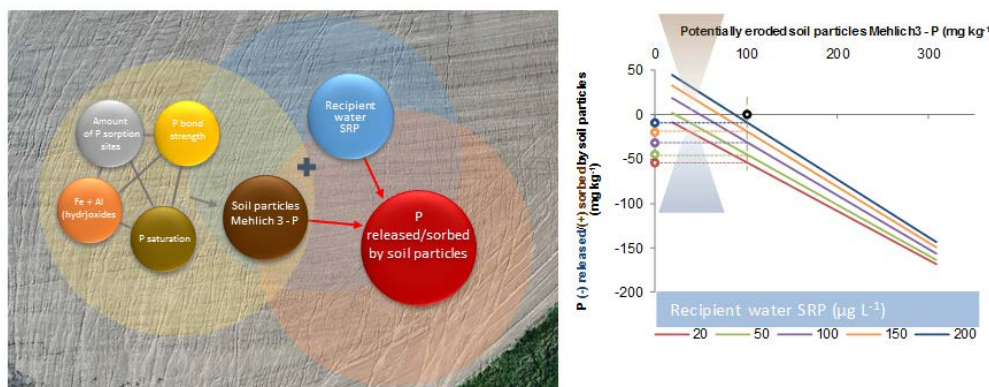 Amount
of P sorption
sites
P bond
strength
Fe + Al
(hydr)oxides
P saturation
Recipient
water
SRP
+
Soil particles
Mehlich 3 - P
P
released/sorbed
by soil particles
Potentially eroded soil particles Mehlich3 - P (mg kg⁻¹)
0 100 200 300
P (-) released/(+) sorbed by soil particles
(mg kg⁻¹)
50
0
-50
-100
-150
-200
Recipient water SRP (µg L⁻¹)
20 50 100 150 200